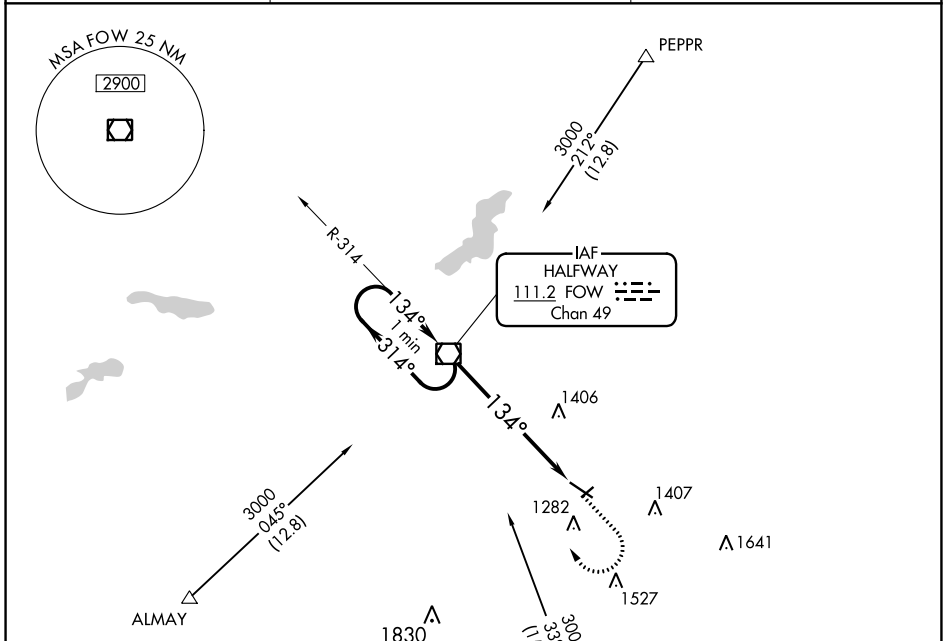 MSA FOW 25 NM
2900
PEPPR
3000
212°
(12.8)
R-314
IAF
HALFWAY
111.2 FOW
Chan 49
134°
1 min
314°
134°
1406
3000
045°
(12.8)
ALMAY
1407
1282
1641
1527
1830